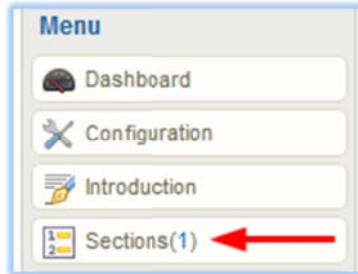 Menu
Dashboard
Configuration
Introduction
Sections(1)